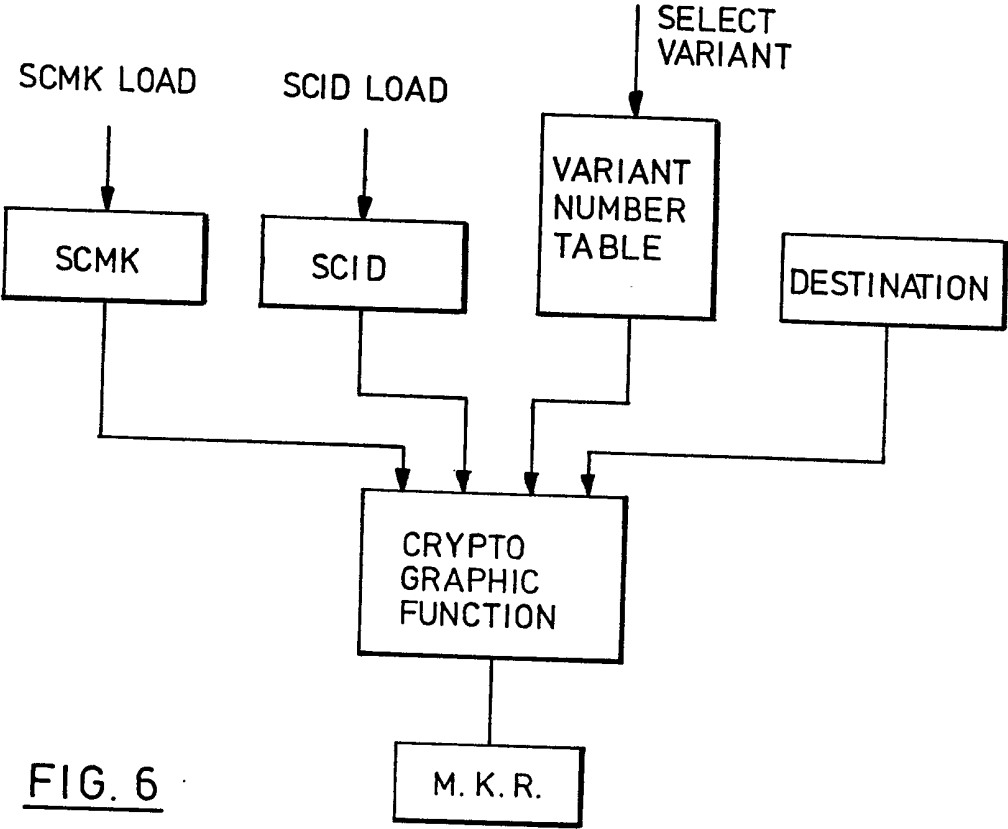 SELECT
VARIANT
SCMK LOAD
SCID LOAD
SCMK
SCID
VARIANT
NUMBER
TABLE
DESTINATION
CRYPTO
GRAPHIC
FUNCTION
M. K. R.
FIG. 6